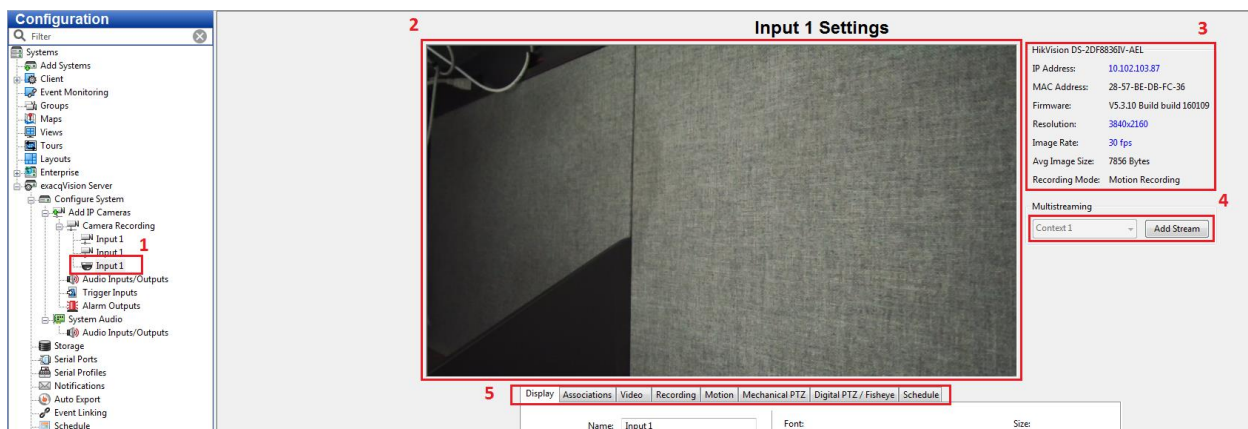 Configuration
Filter
Systems
Add Systems
Client
Event Monitoring
Groups
Maps
Views
Tours
Layouts
Enterprise
exacqVision Server
Configure System
Add IP Cameras
Camera Recording
Input 1
Input 1
1
Input 1
Audio Inputs/Outputs
Trigger Inputs
Alarm Outputs
System Audio
Audio Inputs/Outputs
Storage
Serial Ports
Serial Profiles
Notifications
Auto Export
Event Linking
Schedule
2
Input 1 Settings
3
HikVision DS-2DF8836IV-AEL
IP Address: 10.102.103.87
MAC Address: 28-57-BE-DB-FC-36
Firmware: V5.3.10 Build build 160109
Resolution: 3840x2160
Image Rate: 30 fps
Avg Image Size: 7856 Bytes
Recording Mode: Motion Recording
4
Multistreaming
Context 1 Add Stream
5
Display Associations Video Recording Motion Mechanical PTZ Digital PTZ / Fisheye Schedule
Name: Input 1 Font: Size: